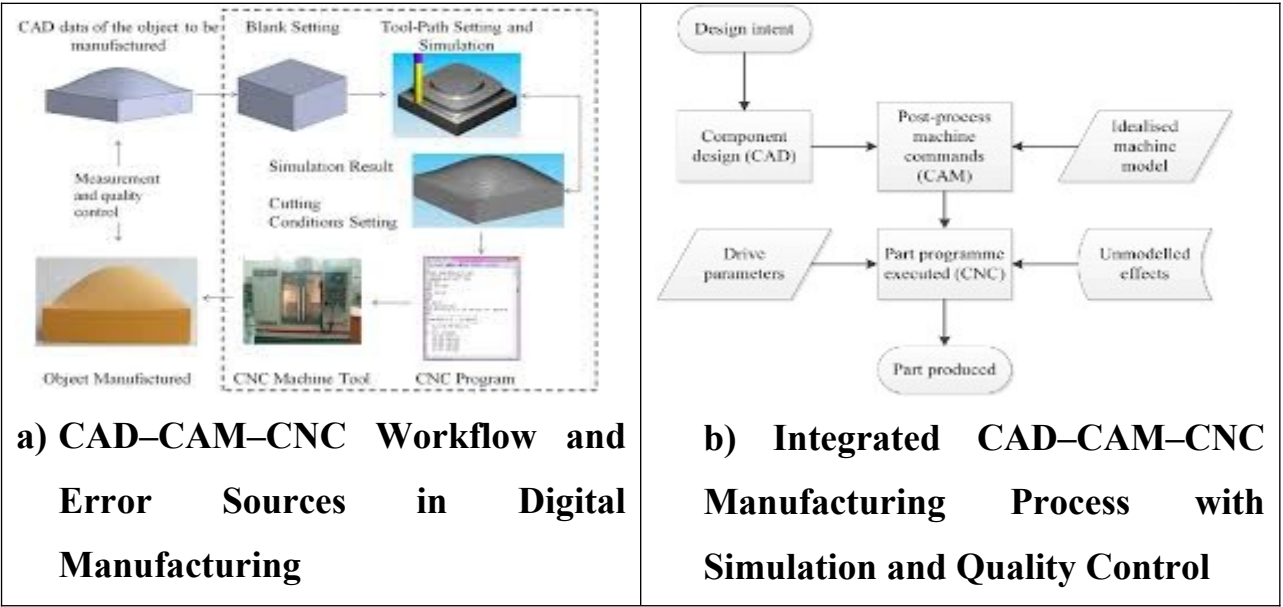 CAD data of the object to be
manufactured
Blank Setting
Tool-Path Setting and
Simulation
Measurement
and quality
control
Simulation Result
Cutting
Conditions Setting
Object Manufactured
CNC Machine Tool
CNC Program
a) CAD–CAM–CNC Workflow and
Error Sources in Digital
Manufacturing
Design intent
Component
design (CAD)
Post-process
machine
commands
(CAM)
Idealised
machine
model
Drive
parameters
Part programme
executed (CNC)
Unmodelled
effects
Part produced
b) Integrated CAD–CAM–CNC
Manufacturing Process with
Simulation and Quality Control